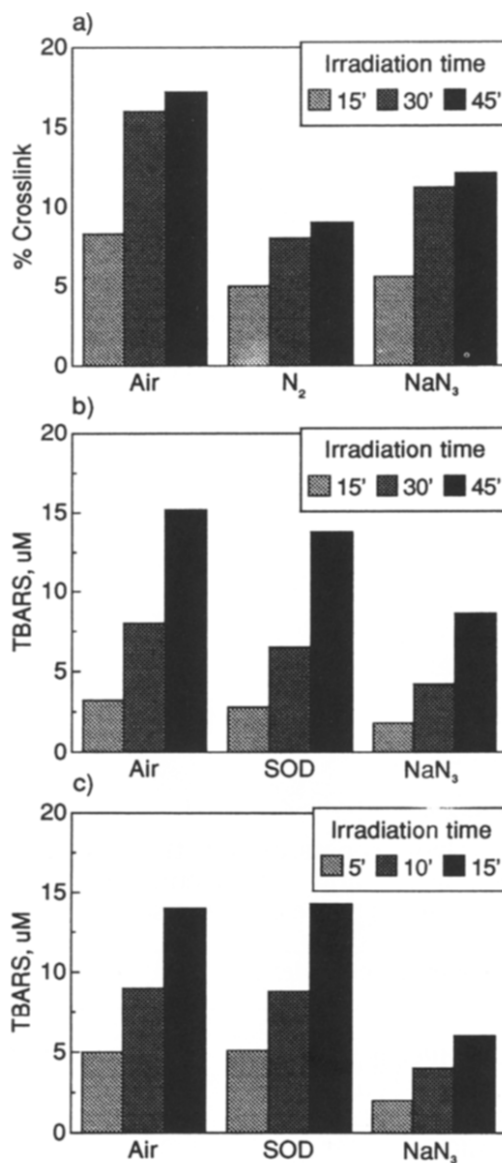 a)
Irradiation time
15' 30' 45'
20
15
10
5
0
% Crosslink
Air N₂ NaN₃
b)
Irradiation time
15' 30' 45'
20
15
10
5
0
TBARS, uM
Air SOD NaN₃
c)
Irradiation time
5' 10' 15'
20
15
10
5
0
TBARS, uM
Air SOD NaN₃